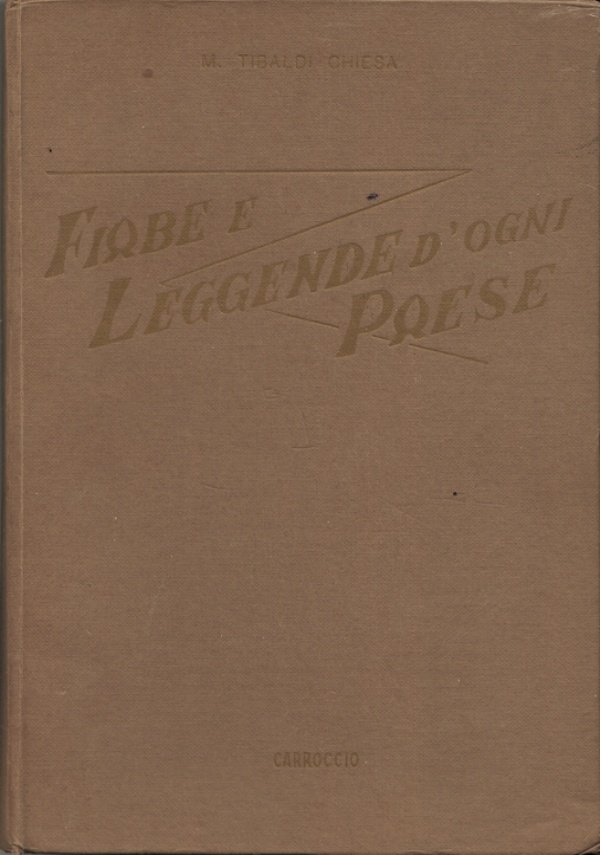 M. TIBALDI CHIESA
FIABE E
LEGGENDE D'OGNI
PAESE
CARROCCIO